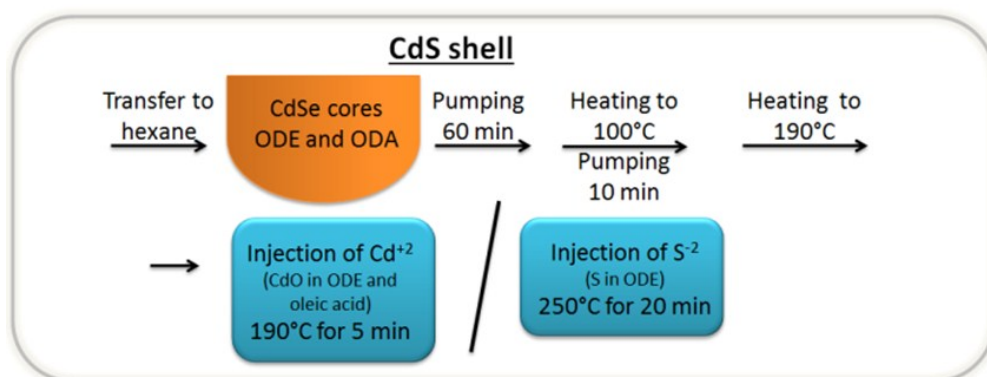 CdS shell
Transfer to
hexane
CdSe cores
ODE and ODA
Pumping
60 min
Heating to
100°C
Pumping
10 min
Heating to
190°C
Injection of Cd⁺²
(CdO in ODE and
oleic acid)
190°C for 5 min
Injection of S⁻²
(S in ODE)
250°C for 20 min